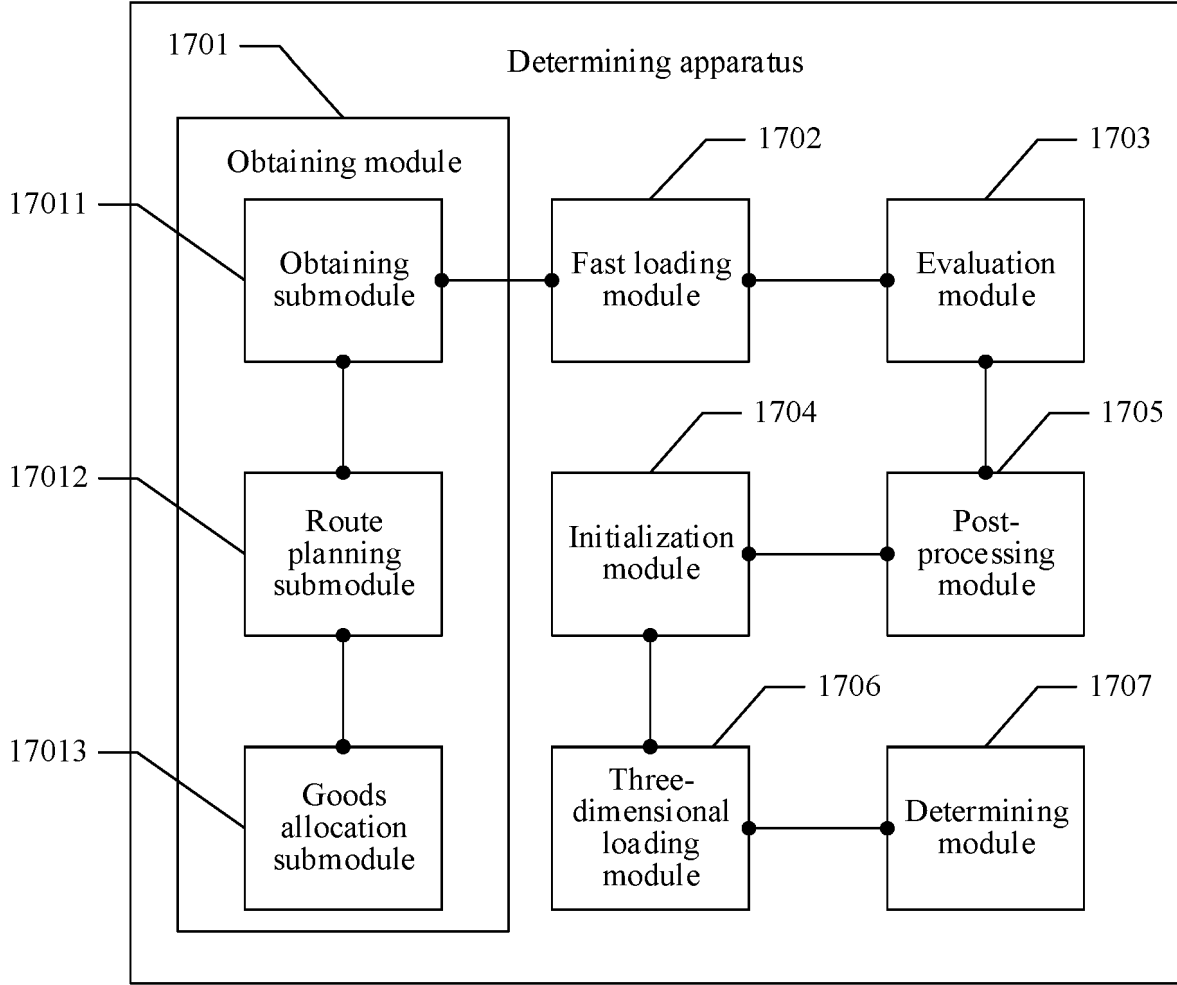 1701
Determining apparatus
1702
1703
Obtaining module
17011
Obtaining
submodule
Fast loading
module
Evaluation
module
1704
1705
17012
Route
planning
submodule
Initialization
module
Post-
processing
module
1706
1707
17013
Goods
allocation
submodule
Three-
dimensional
loading
module
Determining
module